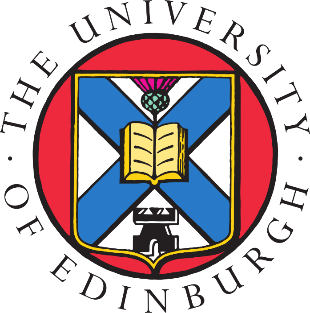 THE UNIVERSITY
· OF EDINBURGH ·